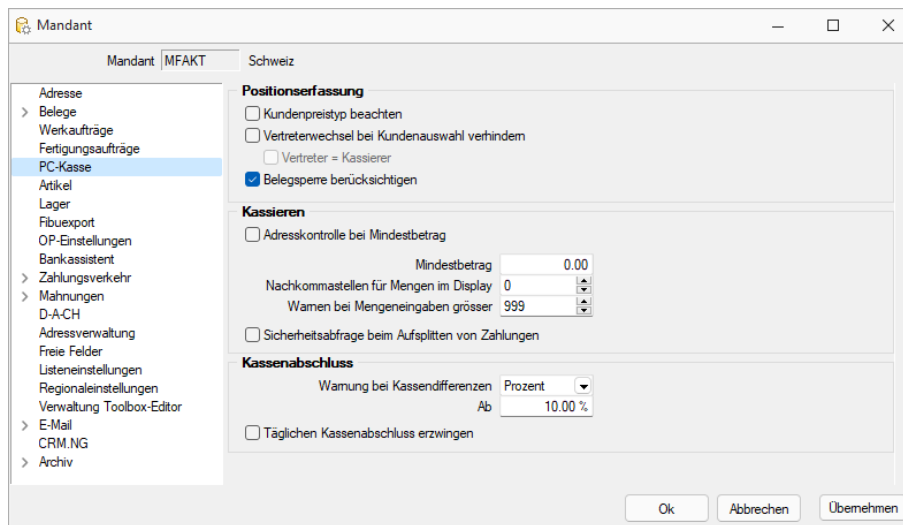 Mandant
Mandant MFAKT Schweiz
Adresse
Belege
Werkaufträge
Fertigungsaufträge
PC-Kasse
Artikel
Lager
Fibuexport
OP-Einstellungen
Bankassistent
Zahlungsverkehr
Mahnungen
D-A-CH
Adressverwaltung
Freie Felder
Listeneinstellungen
Regionaleinstellungen
Verwaltung Toolbox-Editor
E-Mail
CRM.NG
Archiv
Positionserfassung
Kundenpreistyp beachten
Vertreterwechsel bei Kundenauswahl verhindern
Vertreter = Kassierer
Belegsperre berücksichtigen
Kassieren
Adresskontrolle bei Mindestbetrag
Mindestbetrag 0.00
Nachkommastellen für Mengen im Display 0
Warnen bei Mengeneingaben grösser 999
Sicherheitsabfrage beim Aufsplitten von Zahlungen
Kassenabschluss
Warnung bei Kassendifferenzen Prozent
Ab 10.00 %
Täglichen Kassenabschluss erzwingen
Ok Abbrechen Übernehmen